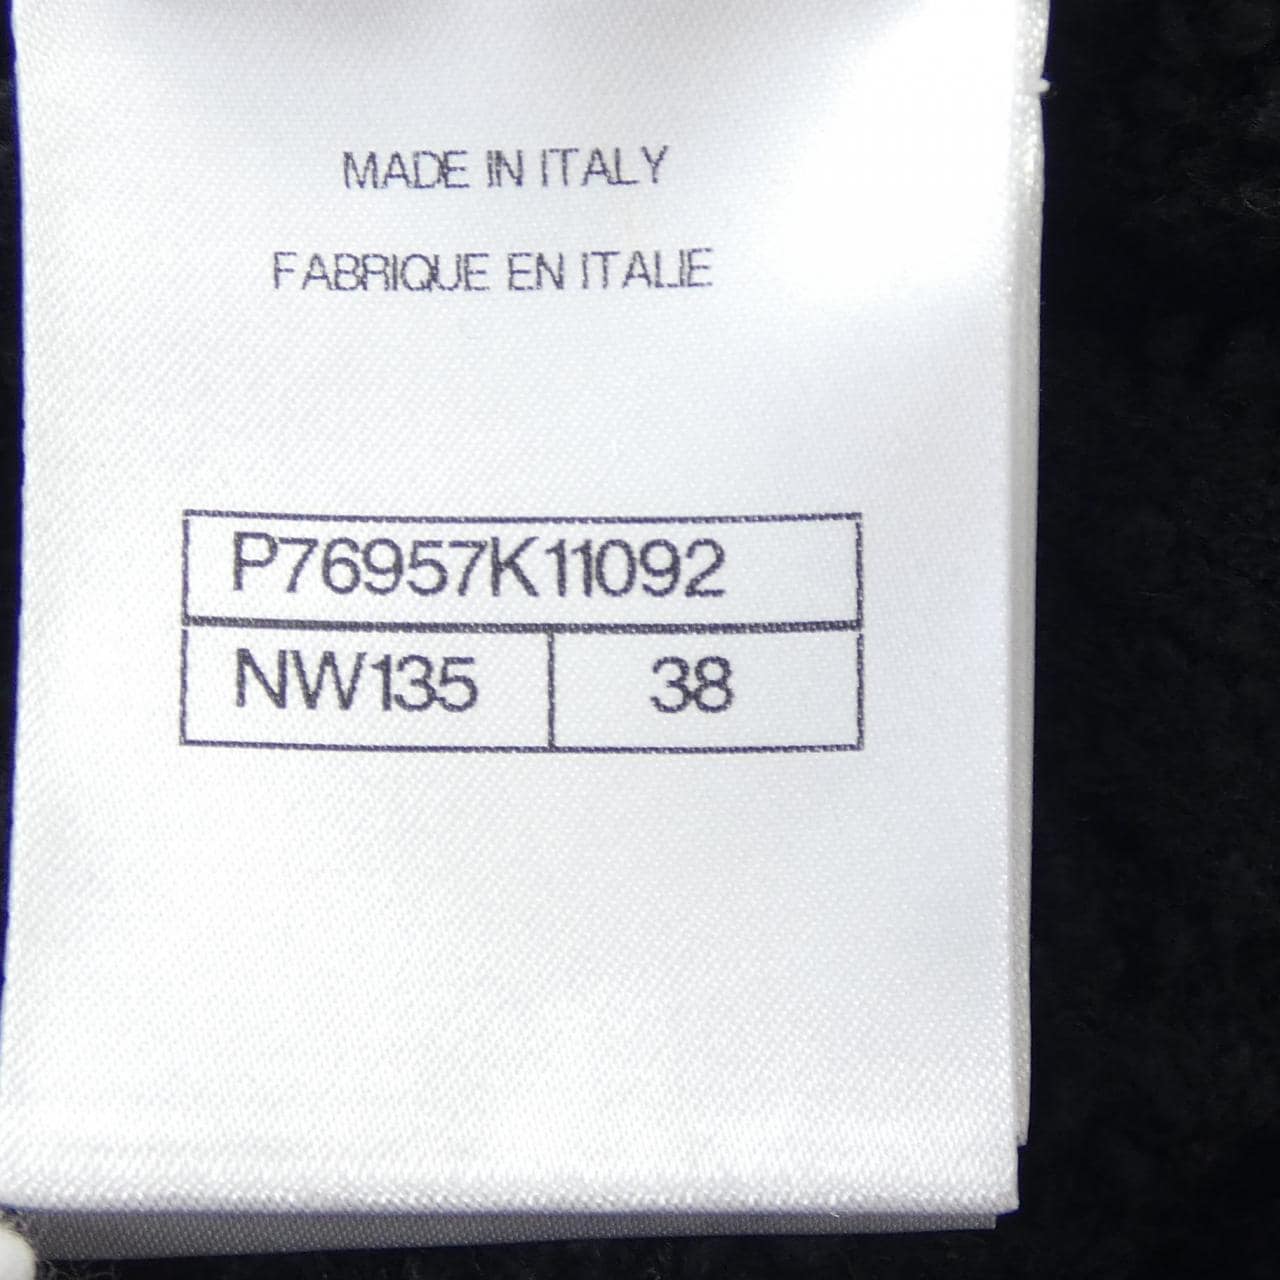 MADE IN ITALY
FABRIQUE EN ITALIE
P76957K11092
NW135 38